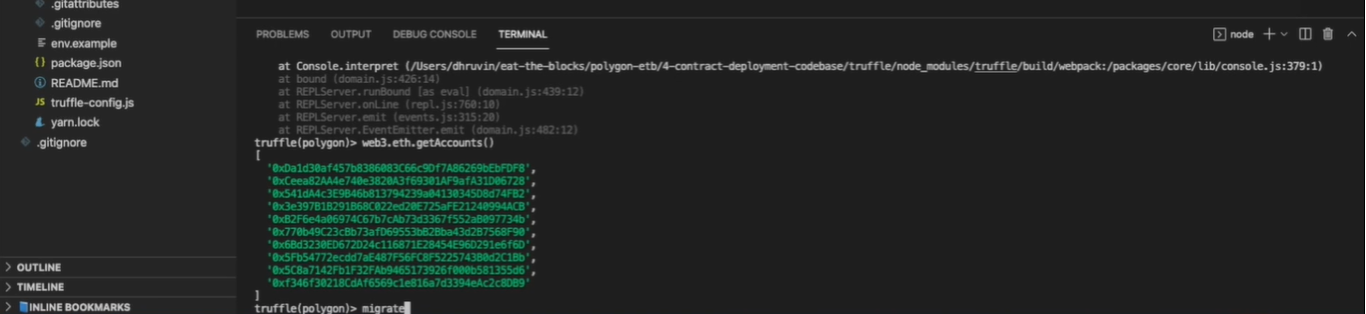 .gitattributes
.gitignore
env.example
package.json
README.md
JS truffle-config.js
yarn.lock
.gitignore
OUTLINE
TIMELINE
INLINE BOOKMARKS
PROBLEMS OUTPUT DEBUG CONSOLE TERMINAL
node
at Console.interpret (/Users/dhruvin/eat-the-blocks/polygon-etb/4-contract-deployment-codebase/truffle/node_modules/truffle/build/webpack:/packages/core/lib/console.js:379:1)
at bound (domain.js:426:14)
at REPLServer.runBound [as eval] (domain.js:439:12)
at REPLServer.onLine (repl.js:760:10)
at REPLServer.emit (events.js:315:20)
at REPLServer.EventEmitter.emit (domain.js:482:12)
truffle(polygon)> web3.eth.getAccounts()
[
'0xDa1d30af457b8386083C66c9Df7A86269bEbFDF8',
'0xCeea82AA4e740e3820A3f69301AF9afA31D06728',
'0x541dA4c3E9B46b813794239a04130345D8d74FB2',
'0x3e397B1B291B68C022ed20E725aFE21240994ACB',
'0xB2F6e4a06974C67b7cAb73d3367f552aB097734b',
'0x770b49C23cBb73afD69553bB2Bba43d2B7568F90',
'0x6Bd3230ED672D24c116871E28454E96D291e6f6D',
'0x5Fb54772ecdd7aE487F56FC8F5225743B0d2C1Bb',
'0x5C8a7142Fb1F32FAb9465173926f000b581355d6',
'0xf346f30218CdAf6569c1e816a7d3394eAc2c8DB9'
]
truffle(polygon)> migrate